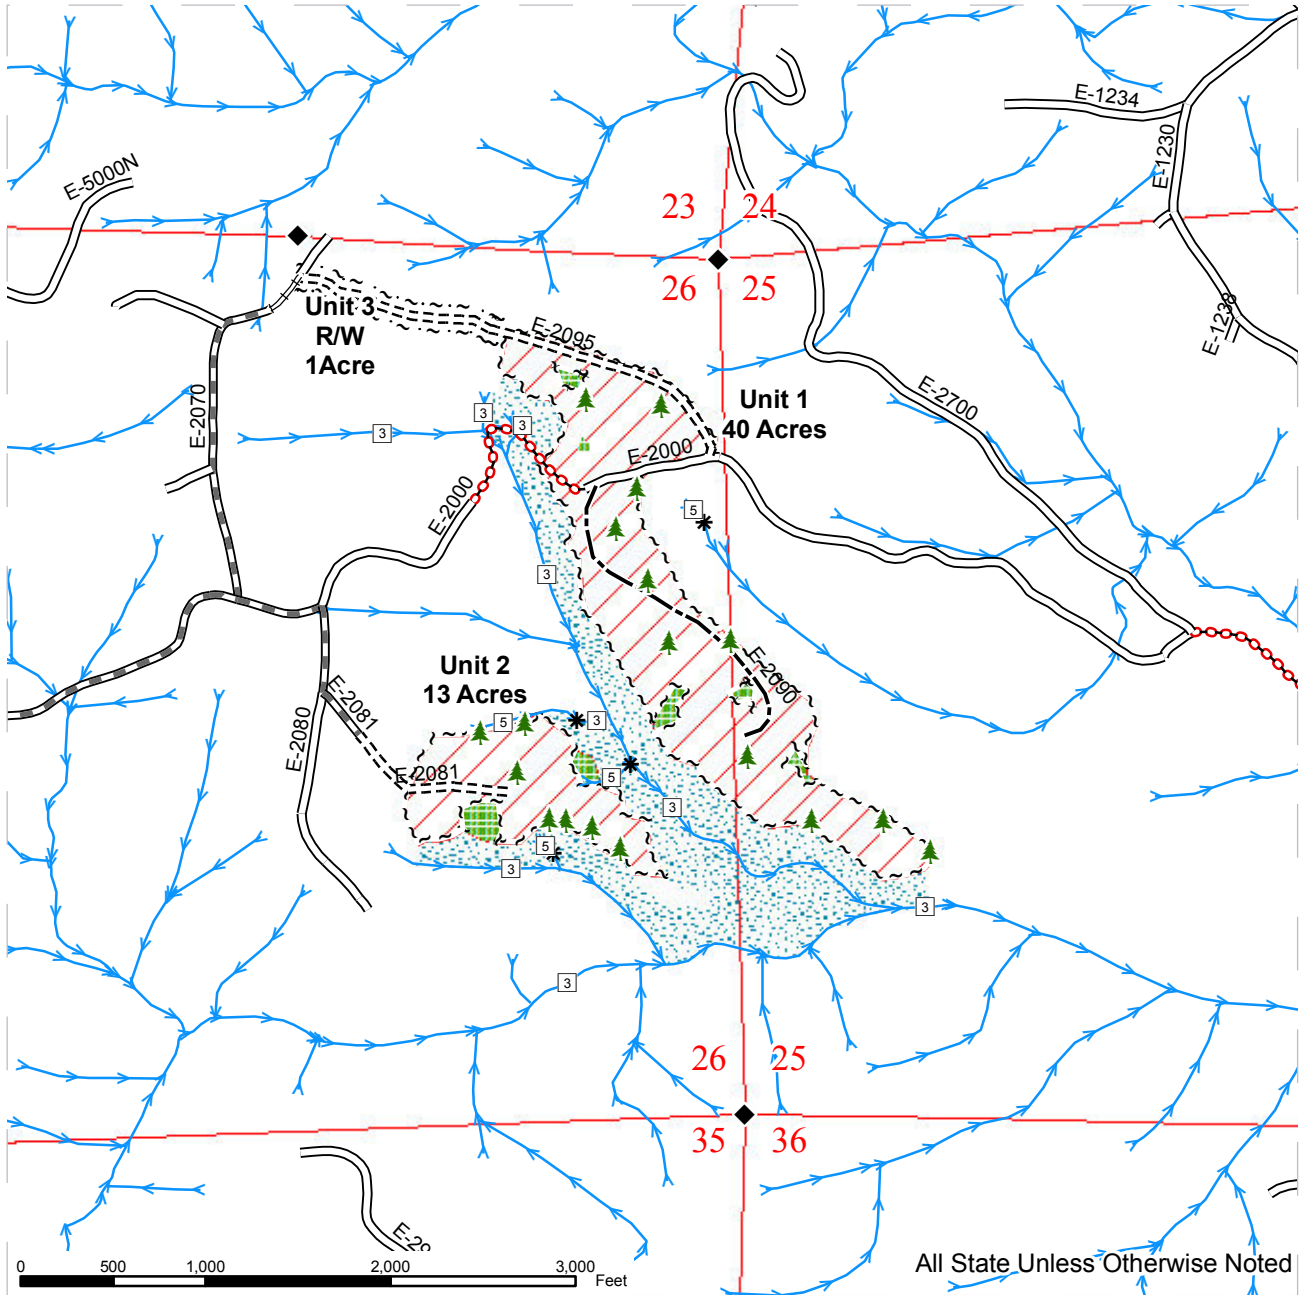 E-1234
E-1230
E-5000N
23 24
26 25
E-1238
Unit 3
R/W
1Acre
E-2095
E-2070
E-2700
Unit 1
40 Acres
3
3
3
E-2000
E-2000
5
3
Unit 2
13 Acres
E-2090
E-2081
E-2080
5
3
E-2081
5
3
5
3
3
3
26 25
35 36
E-29
0 500 1,000 2,000 3,000
Feet
All State Unless Otherwise Noted